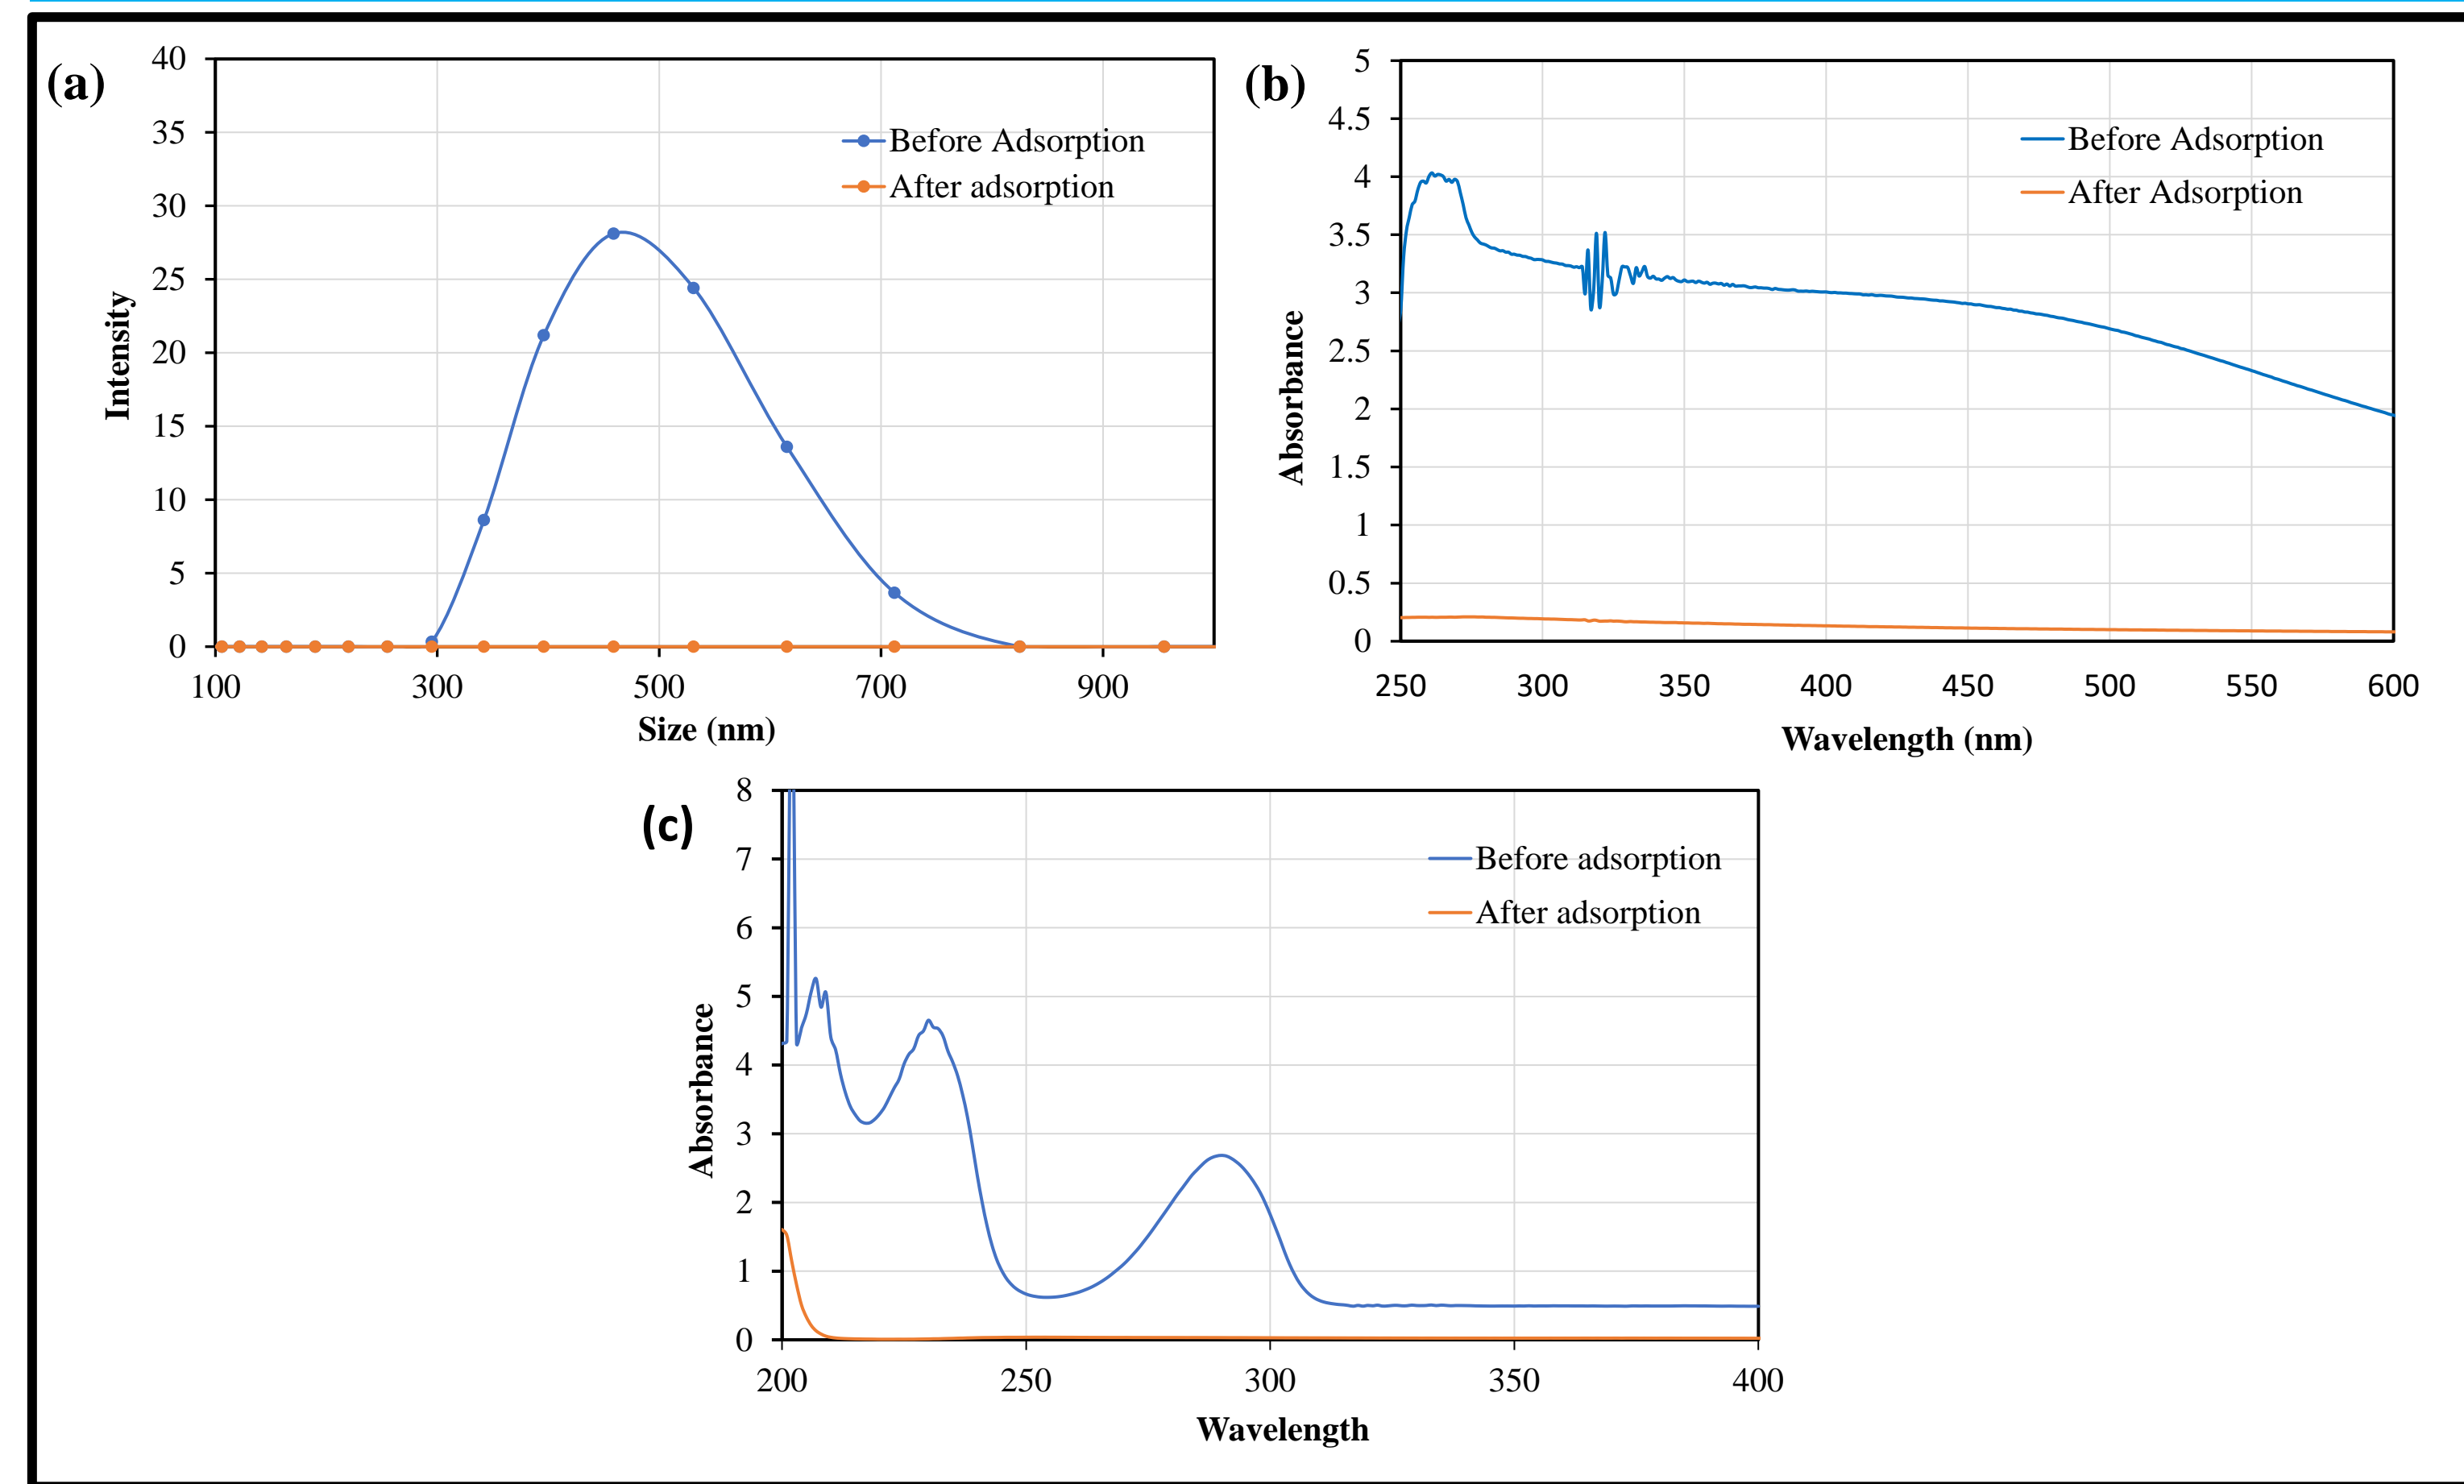 (a)
40
35
30
25
20
15
10
5
0
Intensity
Before Adsorption
After adsorption
100 300 500 700 900
Size (nm)
(b)
5
4.5
4
3.5
3
2.5
2
1.5
1
0.5
0
Absorbance
Before Adsorption
After Adsorption
250 300 350 400 450 500 550 600
Wavelength (nm)
(c)
8
7
6
5
4
3
2
1
0
Absorbance
Before adsorption
After adsorption
200 250 300 350 400
Wavelength